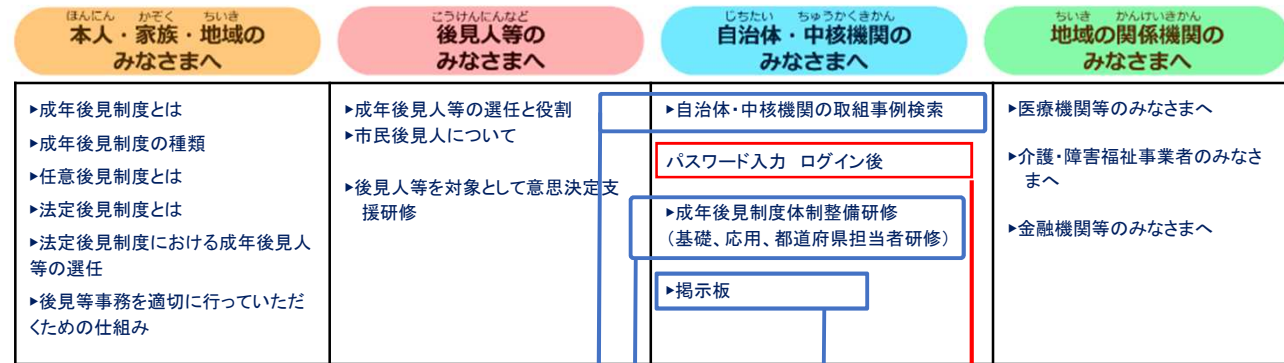 ほんにん かぞく ちいき
本人・家族・地域の
みなさまへ
こうけんにんなど
後見人等の
みなさまへ
じちたい ちゅうかくきかん
自治体・中核機関の
みなさまへ
ちいき かんけいきかん
地域の関係機関の
みなさまへ
▶成年後見制度とは
▶成年後見制度の種類
▶任意後見制度とは
▶法定後見制度とは
▶法定後見制度における成年後見人
等の選任
▶後見等事務を適切に行っていただ
くための仕組み
▶成年後見人等の選任と役割
▶市民後見人について
▶後見人等を対象として意思決定支
援研修
▶自治体・中核機関の取組事例検索
パスワード入力 ログイン後
▶成年後見制度体制整備研修
（基礎、応用、都道府県担当者研修）
▶掲示板
▶医療機関等のみなさまへ
▶介護・障害福祉事業者のみなさ
まへ
▶金融機関等のみなさまへ